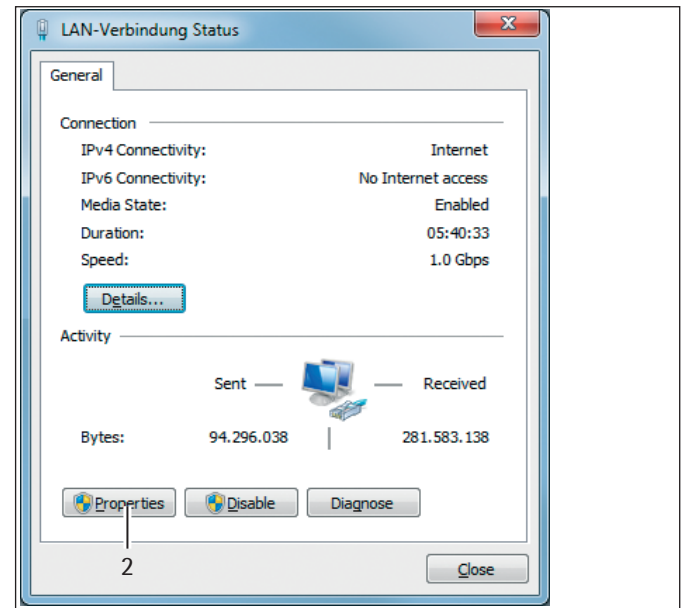 LAN-Verbindung Status
General
Connection
IPv4 Connectivity: Internet
IPv6 Connectivity: No Internet access
Media State: Enabled
Duration: 05:40:33
Speed: 1.0 Gbps
Details...
Activity
Sent Received
Bytes: 94.296.038 281.583.138
Properties Disable Diagnose
2
Close